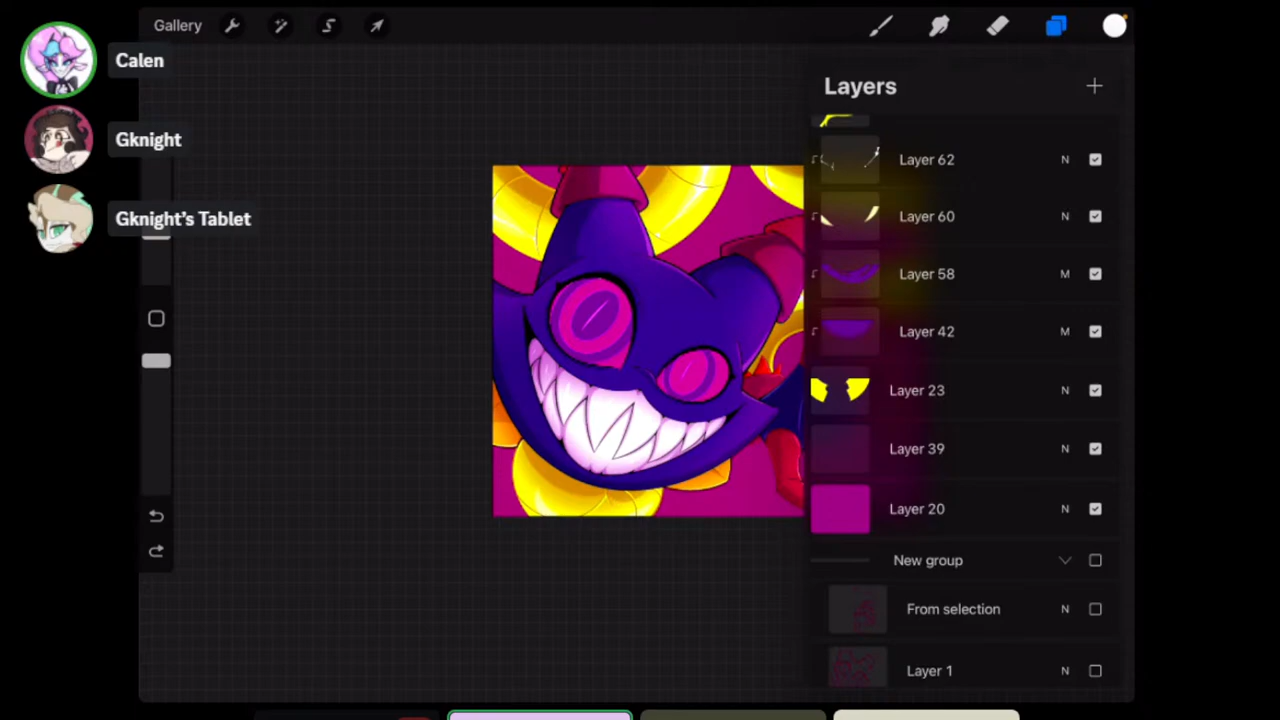 Gallery
Calen
Gknight
Gknight's Tablet
Layers
Layer 62 N
Layer 60 N
Layer 58 M
Layer 42 M
Layer 23 N
Layer 39 N
Layer 20 N
New group
From selection N
Layer 1 N